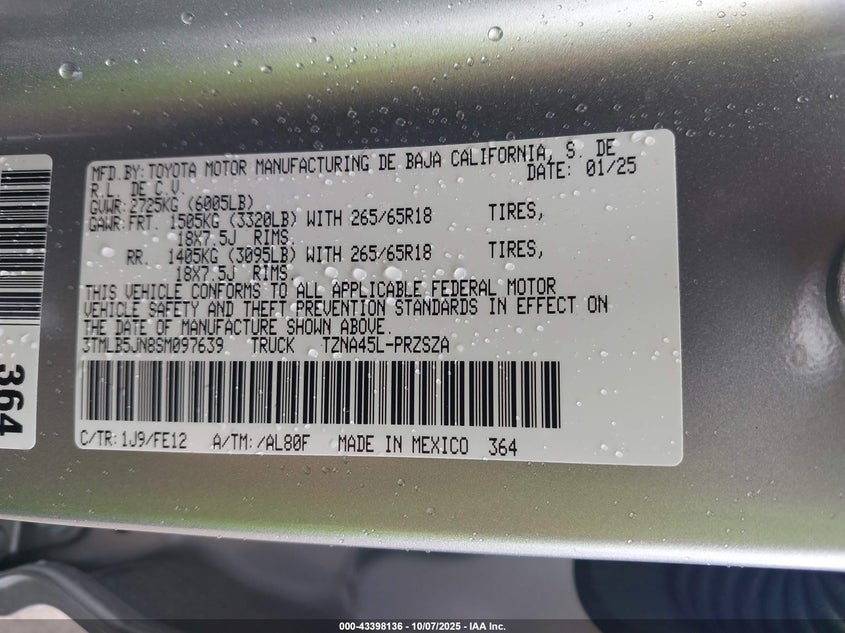 MFD.BY:TOYOTA MOTOR MANUFACTURING DE BAJA CALIFORNIA, S. DE
R.L. DE C.V. DATE: 01/25
GVWR:2725KG (6005LB)
GAWR:FRT. 1505KG (3320LB) WITH 265/65R18 TIRES,
18X7.5J RIMS.
RR. 1405KG (3095LB) WITH 265/65R18 TIRES,
18X7.5J RIMS.
THIS VEHICLE CONFORMS TO ALL APPLICABLE FEDERAL MOTOR
VEHICLE SAFETY AND THEFT PREVENTION STANDARDS IN EFFECT ON
THE DATE OF MANUFACTURE SHOWN ABOVE.
3TMLB5JN8SM097639 TRUCK TZNA45L-PRZSZA
C/TR:1J9/FE12 A/TM:/AL80F MADE IN MEXICO 364
364
000-43398136 - 10/07/2025 - IAA Inc.